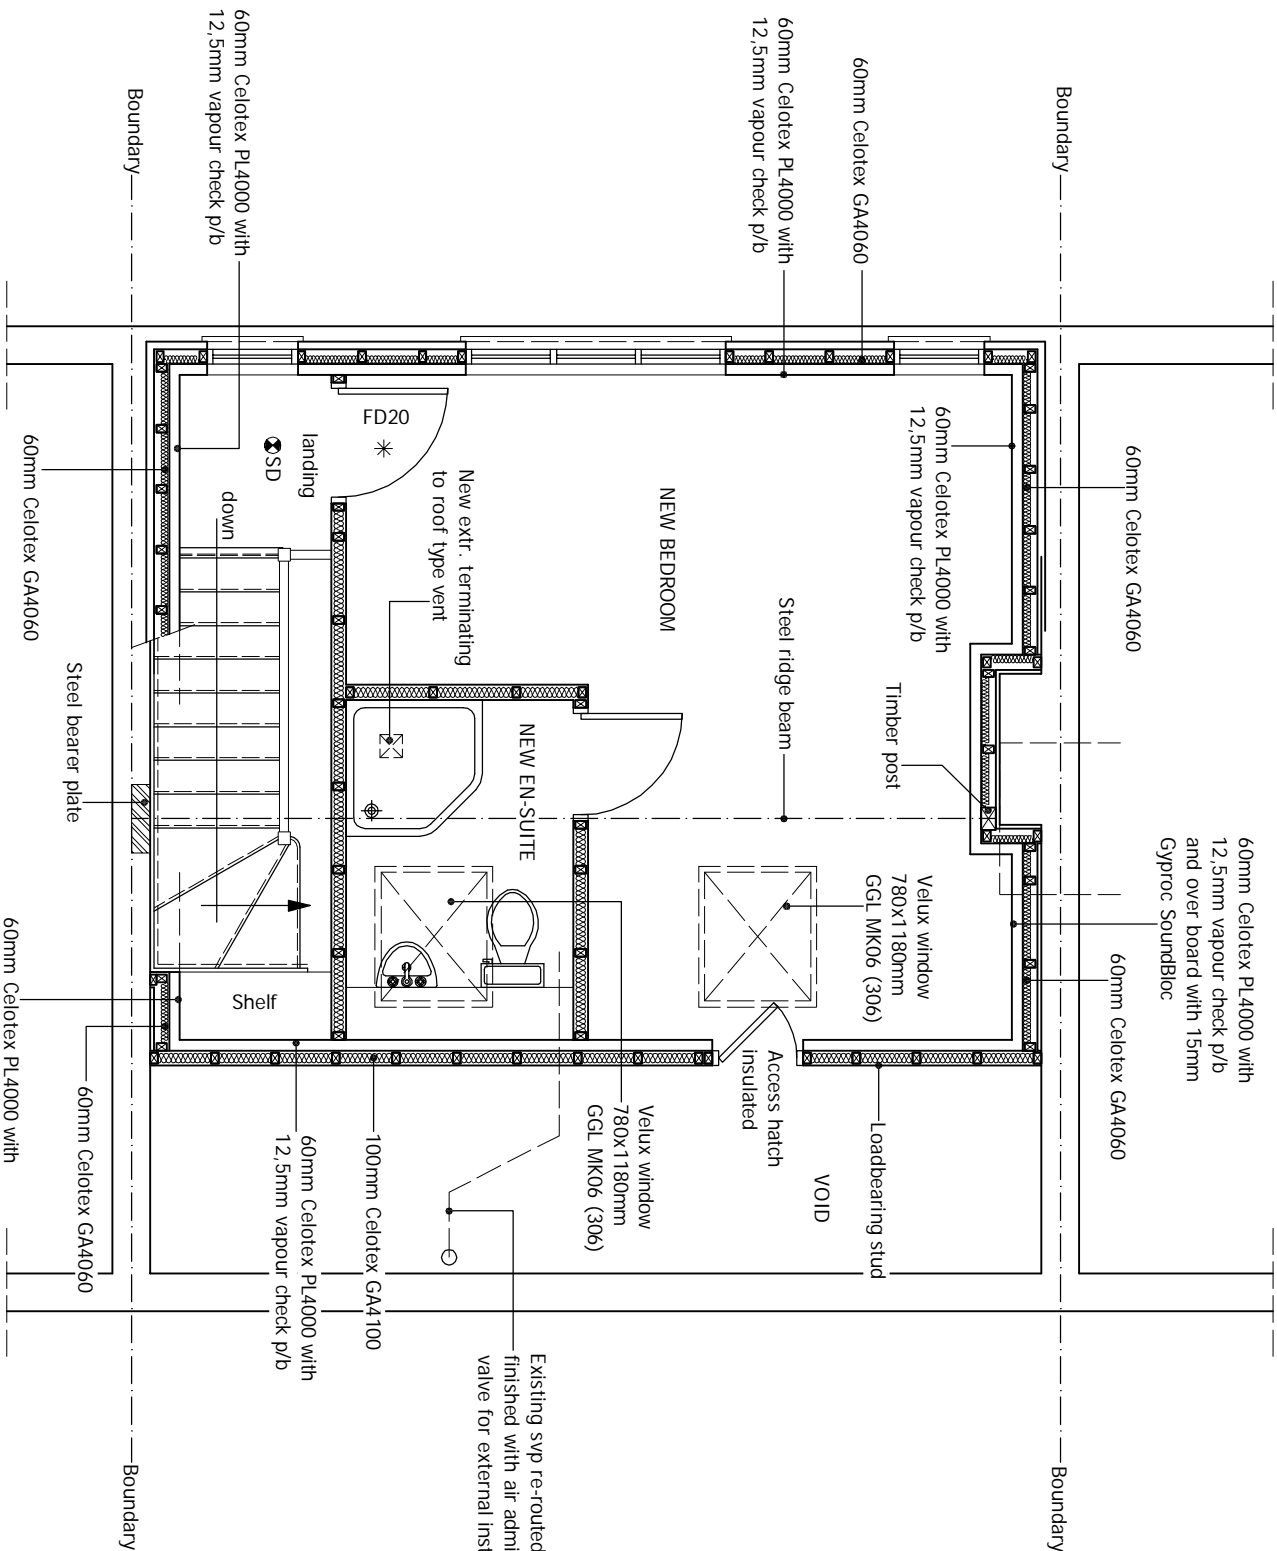 60mm Celotex PL4000 with
12,5mm vapour check p/b
and over board with 15mm
Gyproc SoundBloc
60mm Celotex GA4060
60mm Celotex GA4060
Boundary
Boundary
60mm Celotex GA4060
60mm Celotex PL4000 with
12,5mm vapour check p/b
60mm Celotex PL4000 with
12,5mm vapour check p/b
Timber post
Velux window
780x1180mm
GGL MK06 (306)
Loadbearing stud
VOID
Steel ridge beam
Access hatch
insulated
NEW BEDROOM
Velux window
780x1180mm
GGL MK06 (306)
NEW EN-SUITE
Existing svp re-routed
finished with air admi
valve for external inst
New extr. terminating
to roof type vent
FD20
100mm Celotex GA4100
landing
SD
60mm Celotex PL4000 with
12,5mm vapour check p/b
Shelf
down
60mm Celotex PL4000 with
12,5mm vapour check p/b
Boundary
Boundary
60mm Celotex GA4060
Steel bearer plate
60mm Celotex GA4060
60mm Celotex PL4000 with